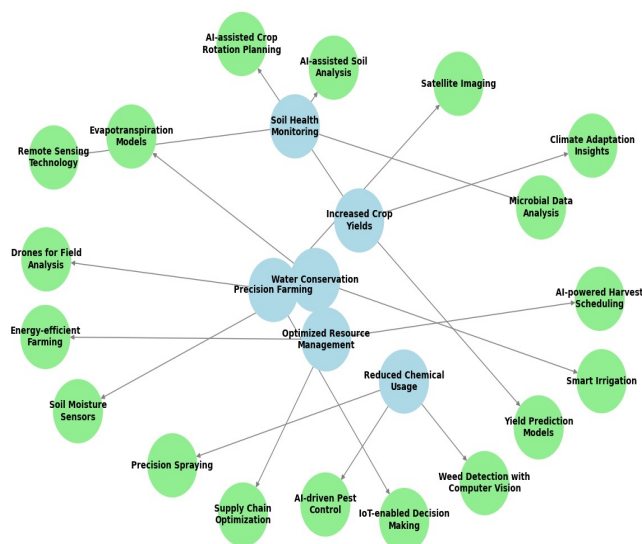 AI-assisted Crop
Rotation Planning
AI-assisted Soil
Analysis
Satellite Imaging
Soil Health
Monitoring
Evapotranspiration
Models
Remote Sensing
Technology
Climate Adaptation
Insights
Microbial Data
Analysis
Increased Crop
Yields
Drones for Field
Analysis
Water Conservation
Precision Farming
AI-powered Harvest
Scheduling
Energy-efficient
Farming
Optimized Resource
Management
Reduced Chemical
Usage
Smart Irrigation
Soil Moisture
Sensors
Yield Prediction
Models
Precision Spraying
Weed Detection with
Computer Vision
Supply Chain
Optimization
AI-driven Pest
Control
IoT-enabled Decision
Making